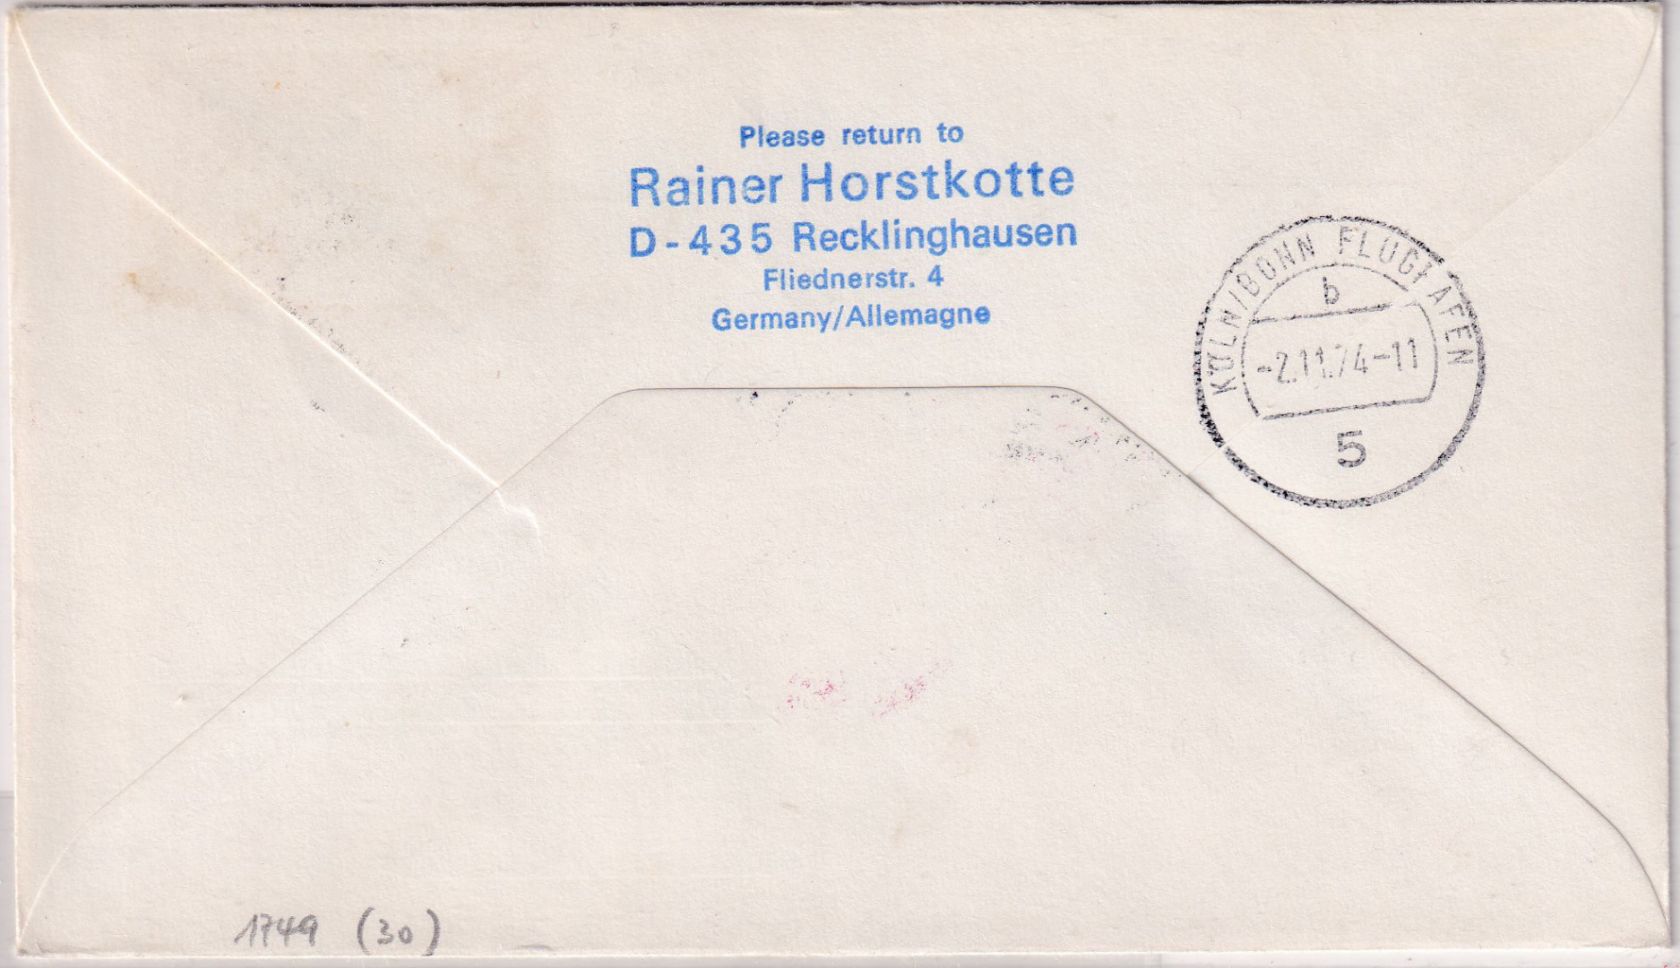 Please return to
Rainer Horstkotte
D-435 Recklinghausen
Fliednerstr. 4
Germany/Allemagne
KÖLN/BONN FLUGHAFEN
b
-2.11.74-11
5
1749 (30)